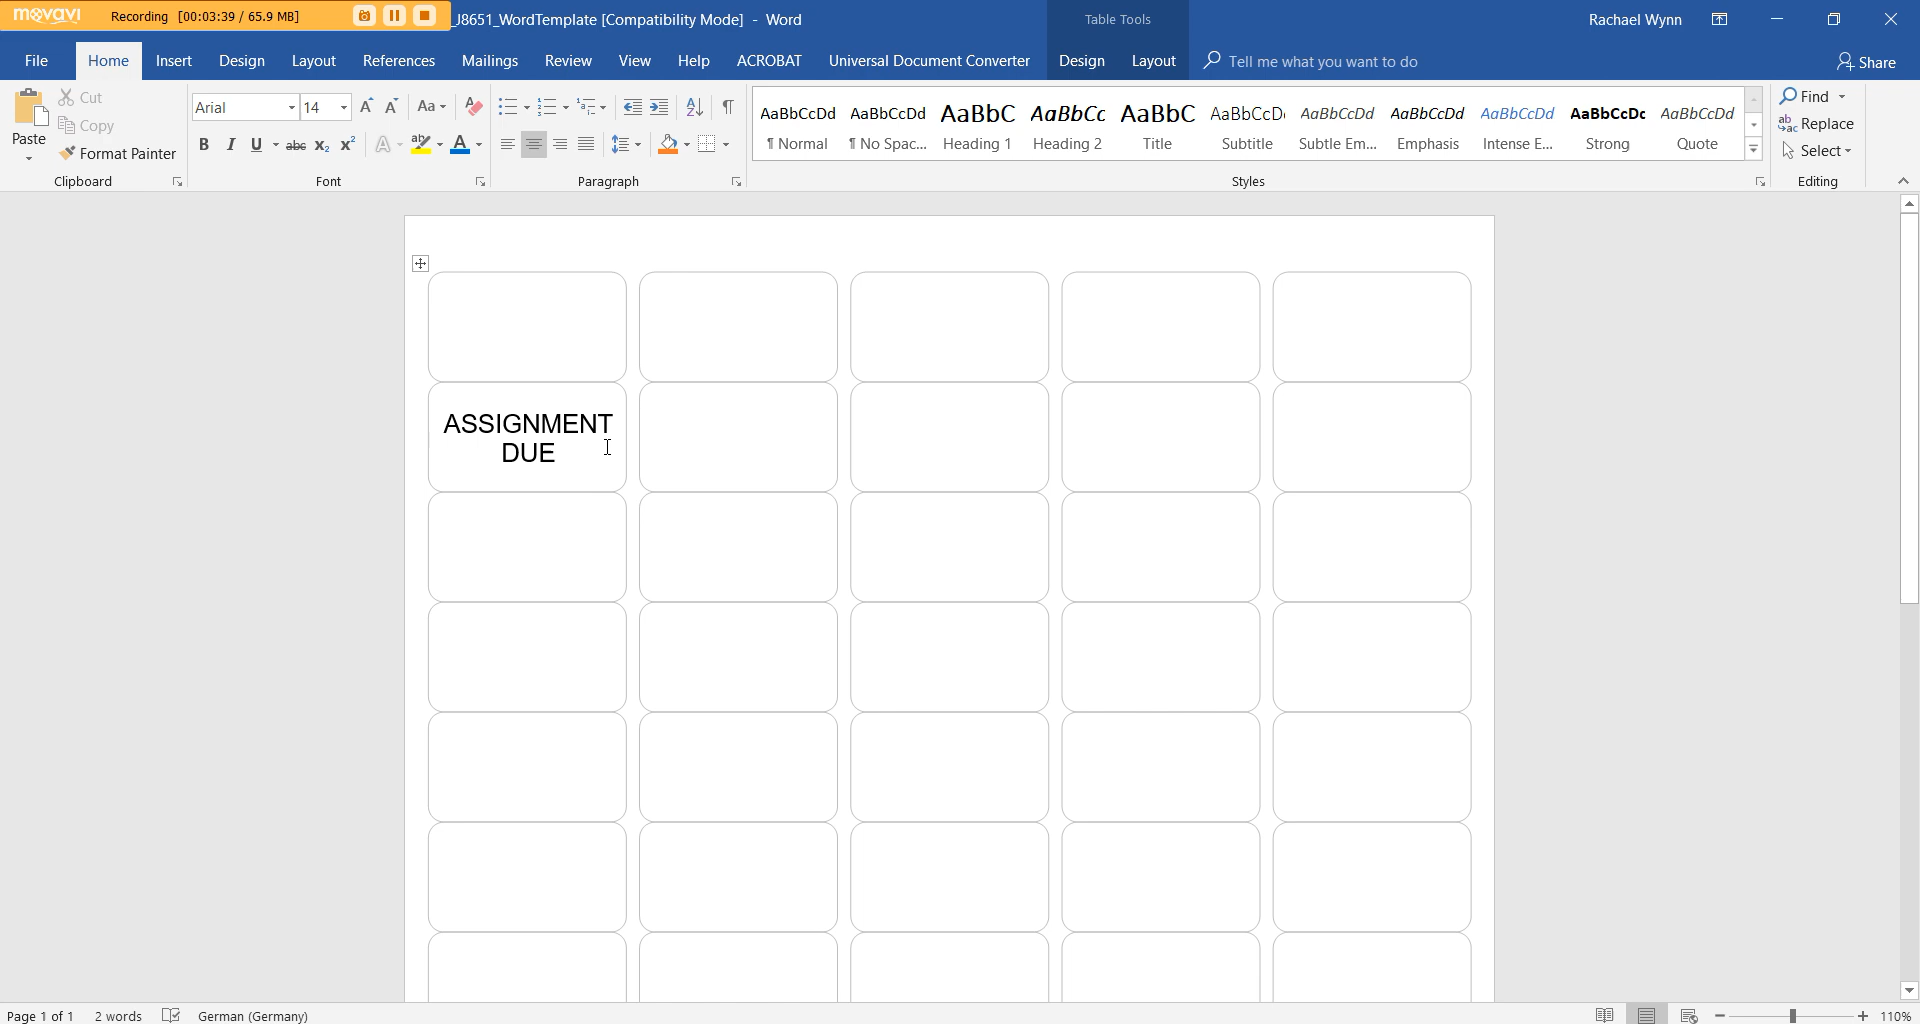 movavi Recording [00:03:39 / 65.9 MB] J8651_WordTemplate [Compatibility Mode] - Word Table Tools Rachael Wynn
File Home Insert Design Layout References Mailings Review View Help ACROBAT Universal Document Converter Design Layout Tell me what you want to do Share
Paste
Cut
Copy
Format Painter
Clipboard
Arial 14 Aa
B I U abc x₂ x² A A
Font
Paragraph
AaBbCcDd AaBbCcDd AaBbC AaBbCc AaBbC AaBbCcD AaBbCcDd AaBbCcDd AaBbCcDd AaBbCcDc AaBbCcDd
¶ Normal ¶ No Spac... Heading 1 Heading 2 Title Subtitle Subtle Em... Emphasis Intense E... Strong Quote
Styles
Find
Replace
Select
Editing
ASSIGNMENT
DUE
Page 1 of 1 2 words German (Germany) 110%